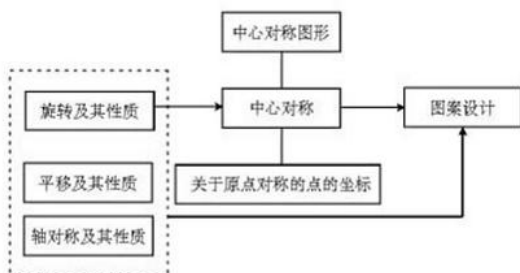 中心对称图形
旋转及其性质
中心对称
图案设计
平移及其性质
关于原点对称的点的坐标
轴对称及其性质